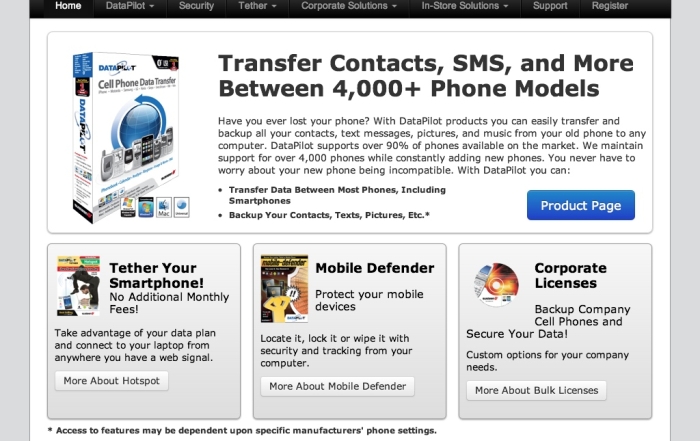 Home DataPilot Security Tether Corporate Solutions In-Store Solutions Support Register
DATAPILOT
Cell Phone Data Transfer
DATAPILOT
Mac
Transfer Contacts, SMS, and More
Between 4,000+ Phone Models
Have you ever lost your phone? With DataPilot products you can easily transfer and
backup all your contacts, text messages, pictures, and music from your old phone to any
computer. DataPilot supports over 90% of phones available on the market. We maintain
support for over 4,000 phones while constantly adding new phones. You never have to
worry about your new phone being incompatible. With DataPilot you can:
• Transfer Data Between Most Phones, Including
Smartphones
• Backup Your Contacts, Texts, Pictures, Etc.*
Product Page
Tether Your
Smartphone!
No Additional Monthly
Fees!
Take advantage of your data plan
and connect to your laptop from
anywhere you have a web signal.
More About Hotspot
Mobile Defender
Protect your mobile
devices
Locate it, lock it or wipe it with
security and tracking from your
computer.
More About Mobile Defender
Corporate
Licenses
Backup Company
Cell Phones and
Secure Your Data!
Custom options for your company
needs.
More About Bulk Licenses
* Access to features may be dependent upon specific manufacturers' phone settings.